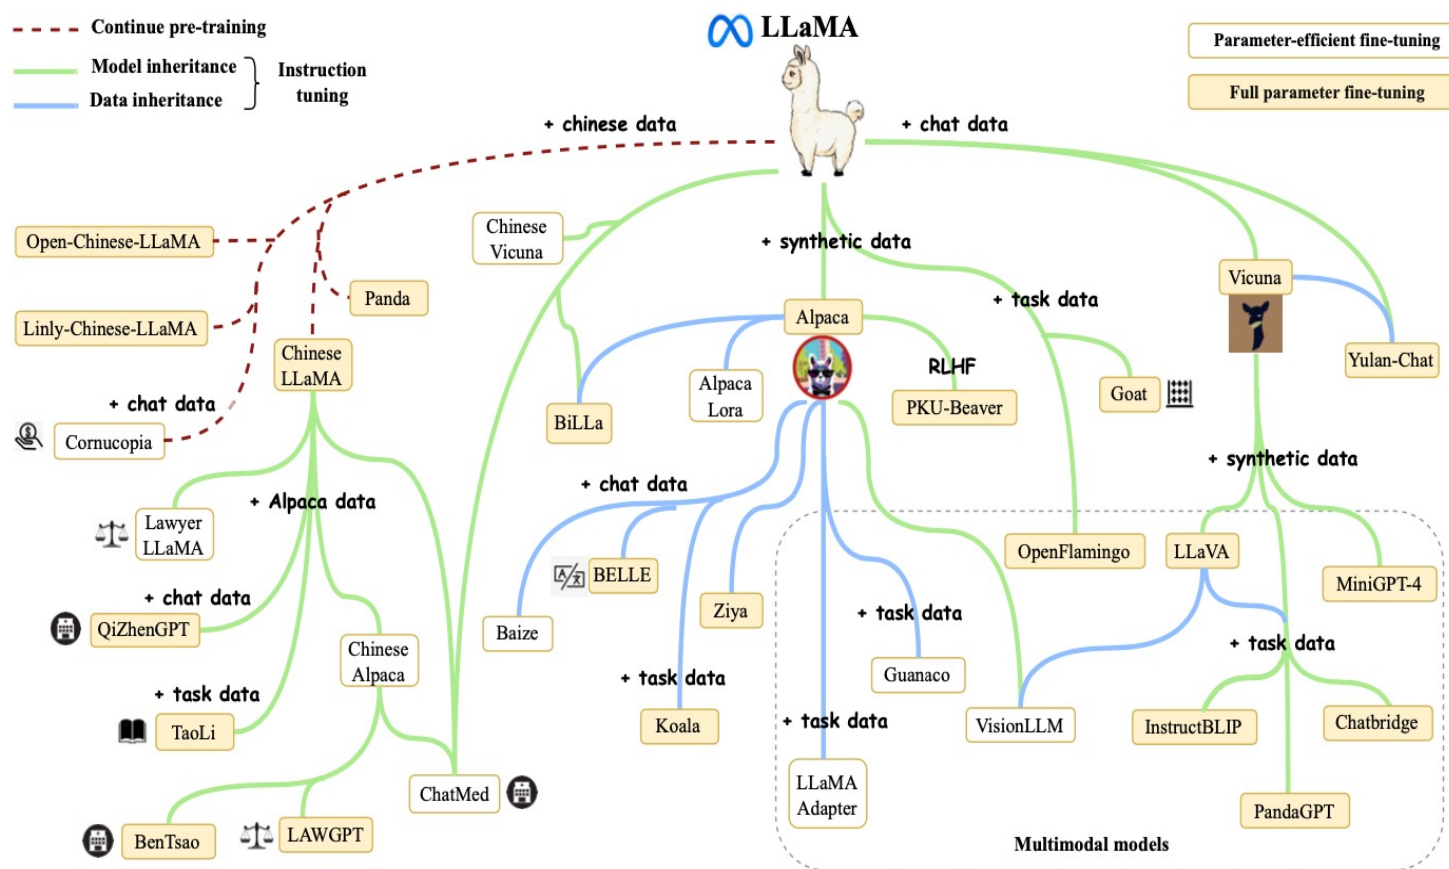 LLaMA
Continue pre-training
Model inheritance
Data inheritance
Instruction
tuning
Parameter-efficient fine-tuning
Full parameter fine-tuning
+ chinese data
+ chat data
Open-Chinese-LLaMA
Linly-Chinese-LLaMA
Panda
Chinese
LLaMA
+ chat data
Cornucopia
Chinese
Vicuna
+ synthetic data
+ task data
Vicuna
Alpaca
Yulan-Chat
BiLLa
Alpaca
Lora
RLHF
PKU-Beaver
Goat
+ Alpaca data
Lawyer
LLaMA
+ chat data
QiZhenGPT
Chinese
Alpaca
+ task data
TaoLi
ChatMed
BenTsao
LAWGPT
+ chat data
BELLE
Baize
Ziya
+ task data
Koala
+ task data
Guanaco
+ task data
LLaMA
Adapter
VisionLLM
OpenFlamingo
+ synthetic data
LLaVA
MiniGPT-4
+ task data
InstructBLIP
Chatbridge
PandaGPT
Multimodal models